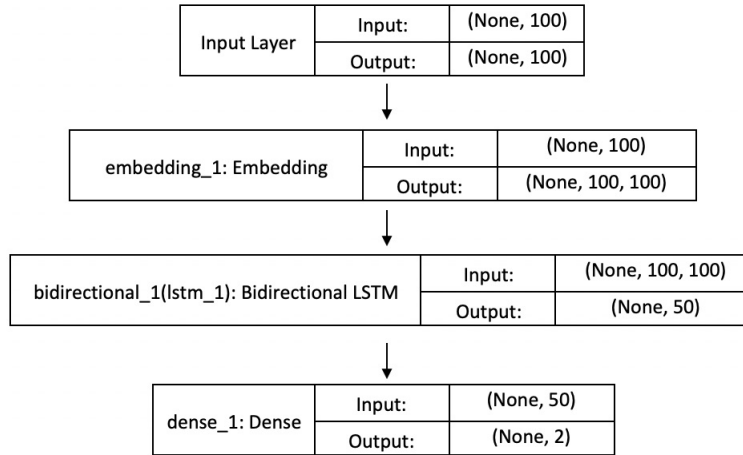 Input Layer
Input:
(None, 100)
Output:
(None, 100)
embedding_1: Embedding
Input:
(None, 100)
Output:
(None, 100, 100)
bidirectional_1(lstm_1): Bidirectional LSTM
Input:
(None, 100, 100)
Output:
(None, 50)
dense_1: Dense
Input:
(None, 50)
Output:
(None, 2)